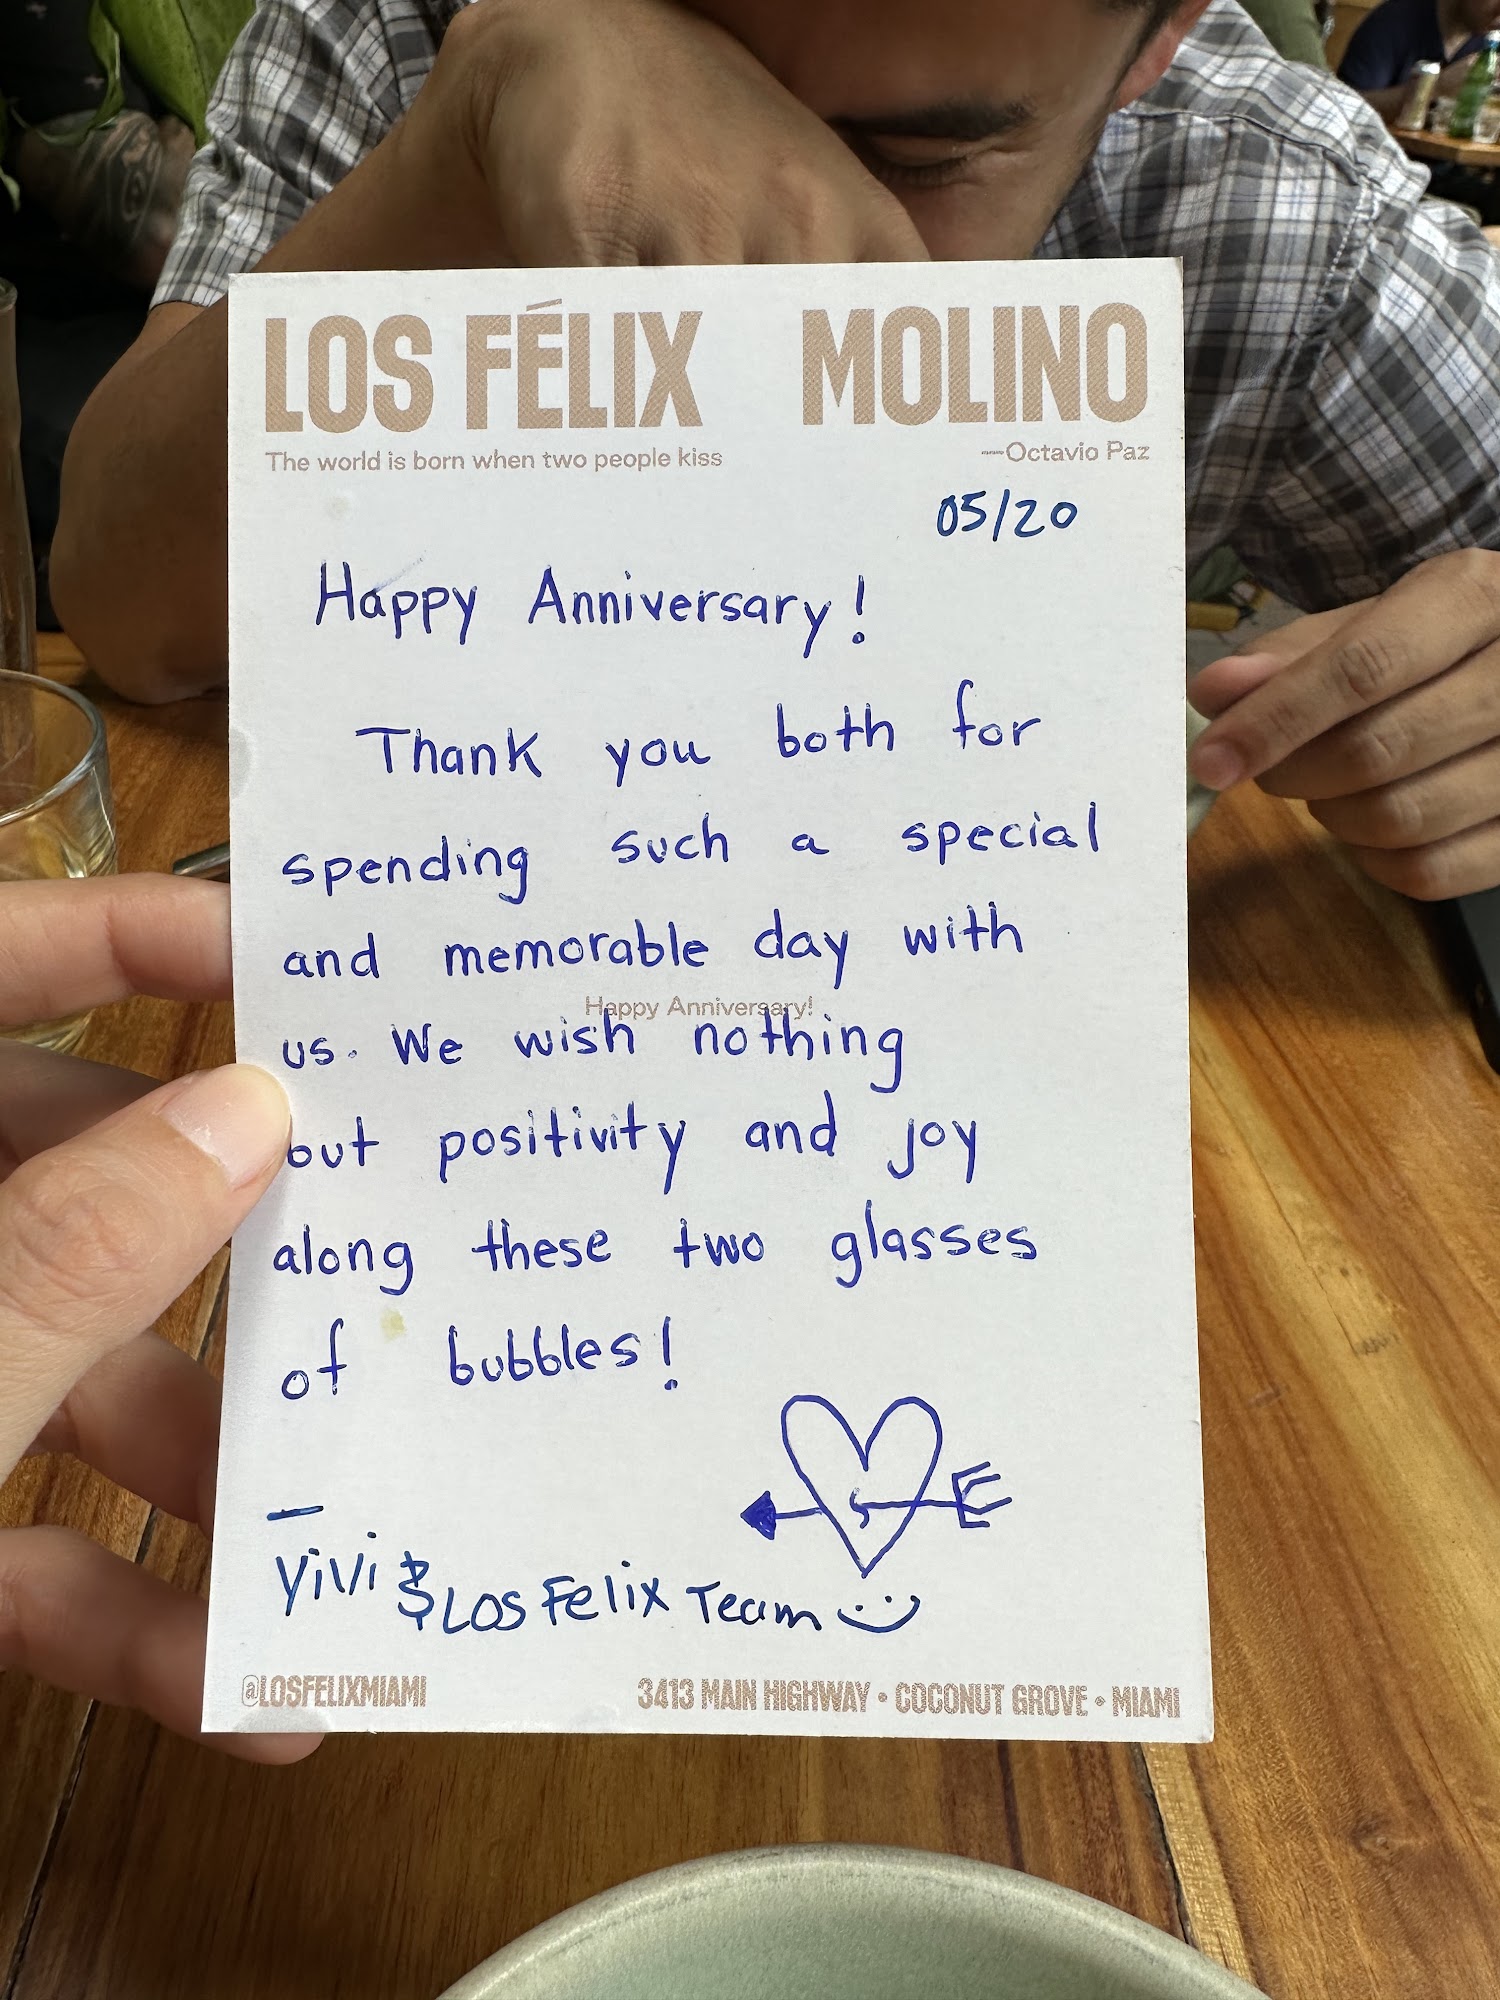 LOS FÉLIX MOLINO
The world is born when two people kiss —Octavio Paz
05/20
Happy Anniversary!
Thank you both for
spending such a special
and memorable day with
Happy Anniversary!
us. We wish nothing
but positivity and joy
along these two glasses
of bubbles!
— Vivi & Los Felix Team
@LOSFELIXMIAMI 3413 MAIN HIGHWAY • COCONUT GROVE • MIAMI